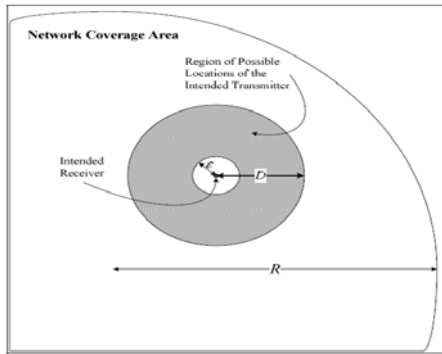 Network Coverage Area
Region of Possible
Locations of the
Intended Transmitter
Intended
Receiver
ε
D
R